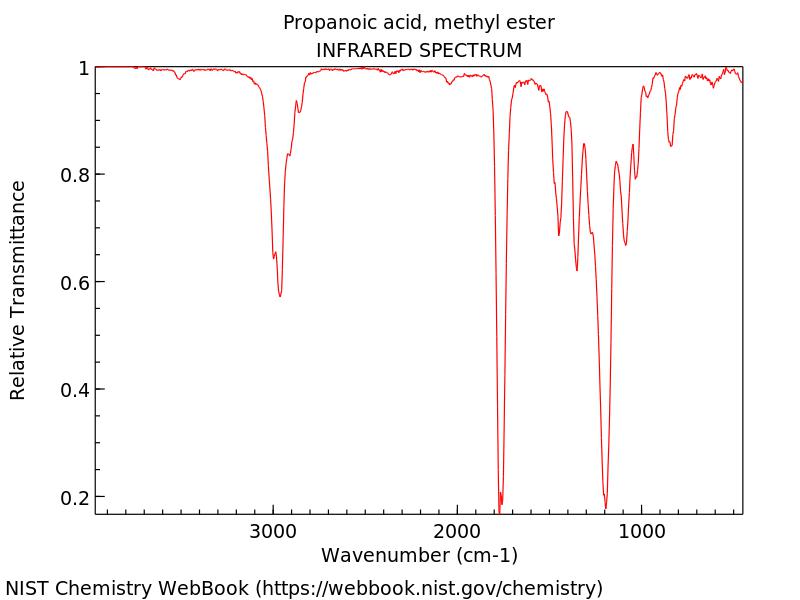 Propanoic acid, methyl ester
INFRARED SPECTRUM
1
0.8
0.6
0.4
0.2
Relative Transmittance
3000 2000 1000
Wavenumber (cm-1)
NIST Chemistry WebBook (https://webbook.nist.gov/chemistry)